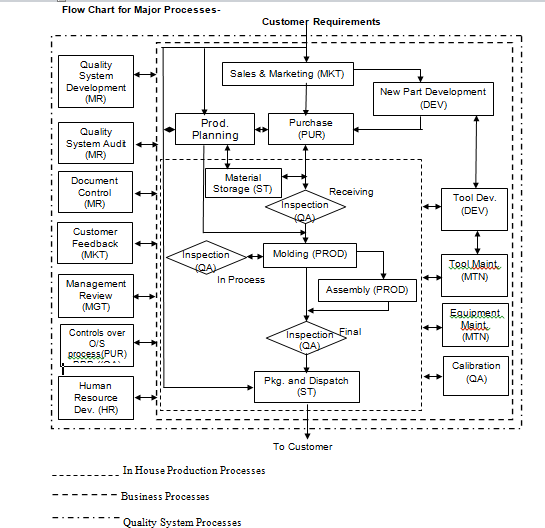 Flow Chart for Major Processes-
Customer Requirements
Quality
System
Development
(MR)
Sales & Marketing (MKT)
New Part Development
(DEV)
Quality
System Audit
(MR)
Prod.
Planning
Purchase
(PUR)
Document
Control
(MR)
Material
Storage (ST)
Receiving
Inspection
(QA)
Tool Dev.
(DEV)
Customer
Feedback
(MKT)
Inspection
(QA)
In Process
Molding (PROD)
Tool Maint.
(MTN)
Management
Review
(MGT)
Assembly (PROD)
Equipment
Maint.
(MTN)
Controls over
O/S
process(PUR)
Inspection
(QA)
Final
Calibration
(QA)
Human
Resource
Dev. (HR)
Pkg. and Dispatch
(ST)
To Customer
In House Production Processes
Business Processes
Quality System Processes